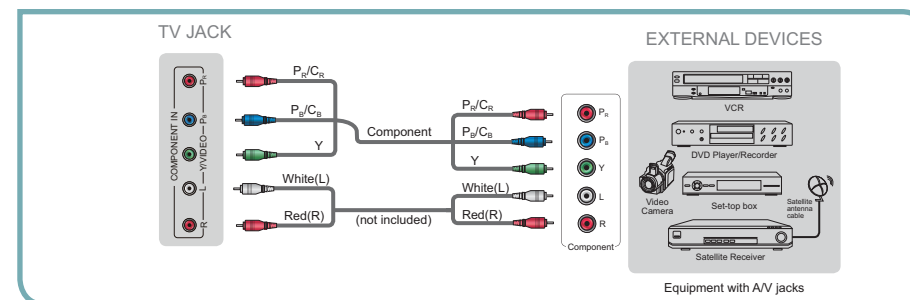 TV JACK
EXTERNAL DEVICES
COMPONENT IN
PR
PB
Y/VIDEO
L
R
PR/CR
PB/CB
Y
White(L)
Red(R)
Component
(not included)
PR/CR
PB/CB
Y
White(L)
Red(R)
PR
PB
Y
L
R
Component
VCR
DVD Player/Recorder
Video
Camera
Set-top box
Satellite
antenna
cable
Satellite Receiver
Equipment with A/V jacks